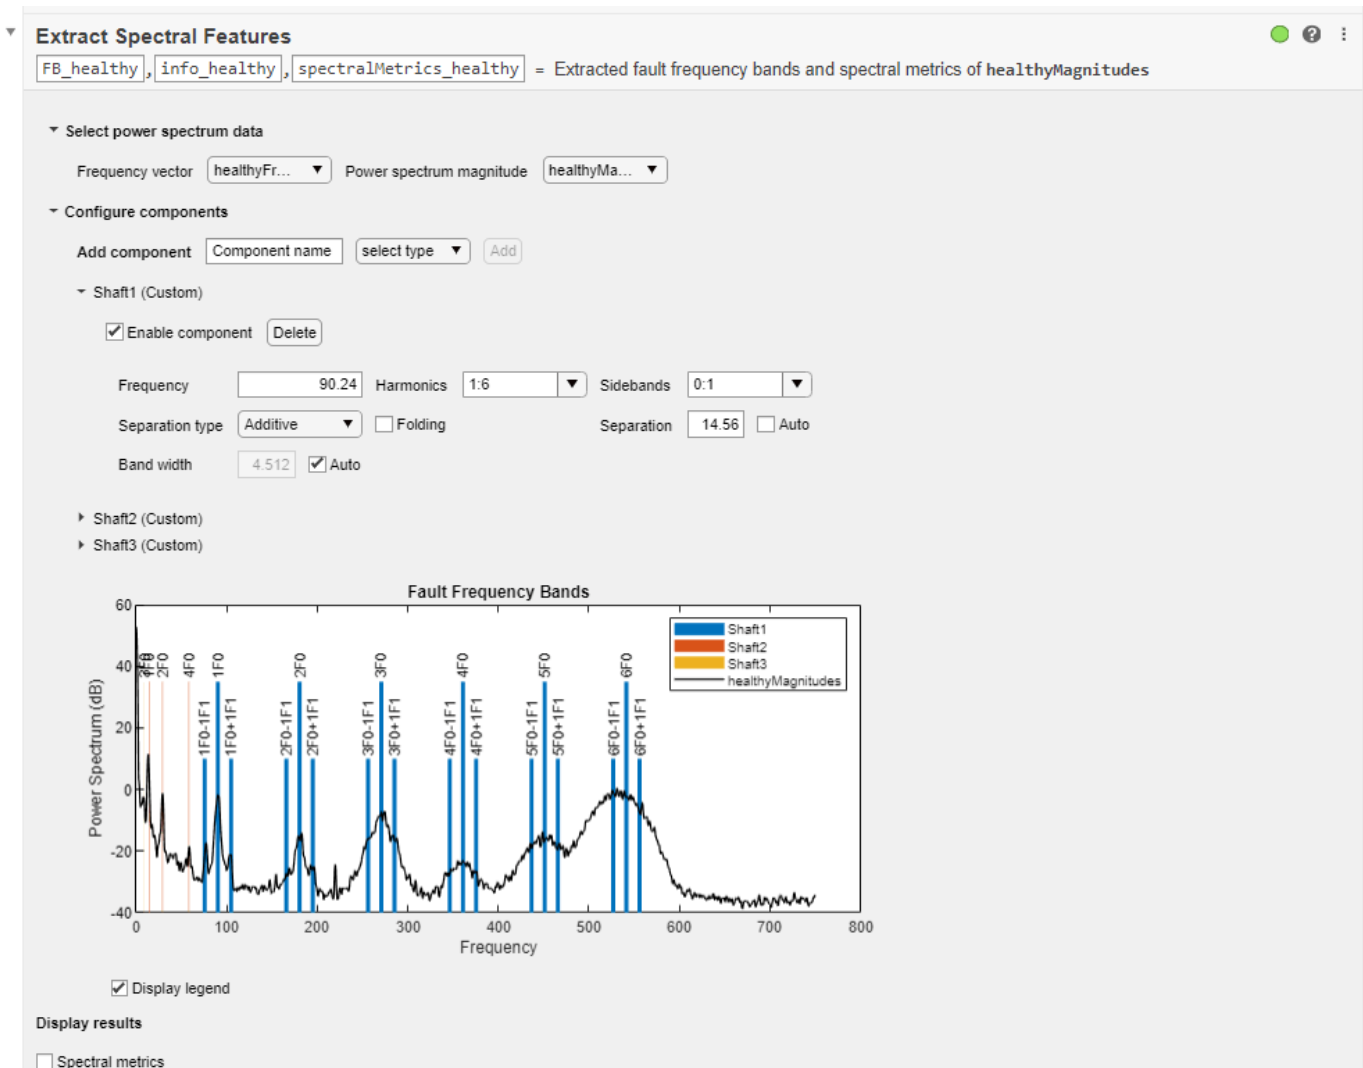 Extract Spectral Features
FB_healthy , info_healthy , spectralMetrics_healthy = Extracted fault frequency bands and spectral metrics of healthyMagnitudes
Select power spectrum data
Frequency vector healthyFr... Power spectrum magnitude healthyMa...
Configure components
Add component Component name select type Add
Shaft1 (Custom)
Enable component Delete
Frequency 90.24 Harmonics 1:6 Sidebands 0:1
Separation type Additive Folding Separation 14.56 Auto
Band width 4.512 Auto
Shaft2 (Custom)
Shaft3 (Custom)
Fault Frequency Bands
60
40
20
0
-20
-40
Power Spectrum (dB)
2F0 4F0 1F0 2F0 3F0 4F0 5F0 6F0
1F0-1F1 1F0+1F1 2F0-1F1 2F0+1F1 3F0-1F1 3F0+1F1 4F0-1F1 4F0+1F1 5F0-1F1 5F0+1F1 6F0-1F1 6F0+1F1
Shaft1
Shaft2
Shaft3
healthyMagnitudes
0 100 200 300 400 500 600 700 800
Frequency
Display legend
Display results
Spectral metrics